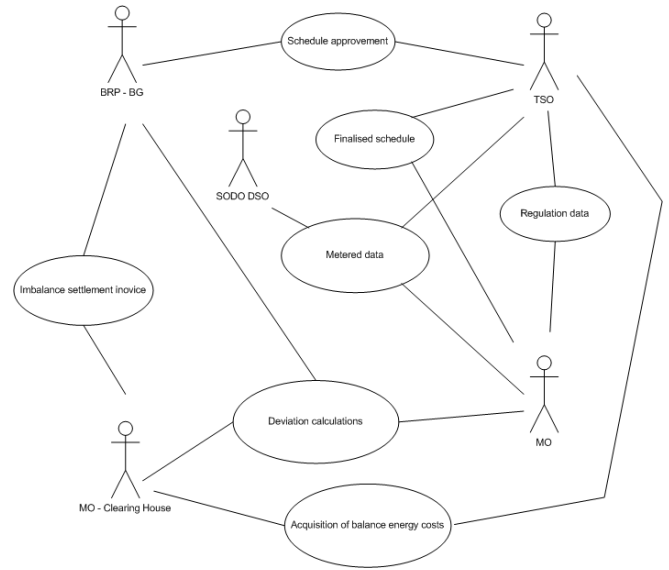 Schedule approvement
BRP - BG
TSO
Finalised schedule
SODO DSO
Regulation data
Metered data
Imbalance settlement inovice
Deviation calculations
MO
MO - Clearing House
Acquisition of balance energy costs